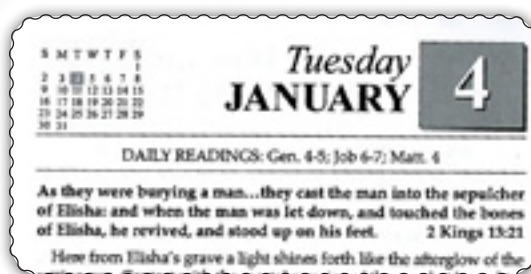 S M T W T F S
1
2 3 4 5 6 7 8
9 10 11 12 13 14 15
16 17 18 19 20 21 22
23 24 25 26 27 28 29
30 31
Tuesday
JANUARY
4
DAILY READINGS: Gen. 4-5; Job 6-7; Matt. 4
As they were burying a man...they cast the man into the sepulcher
of Elisha: and when the man was let down, and touched the bones
of Elisha, he revived, and stood up on his feet. 2 Kings 13:21
Here from Elisha's grave a light shines forth like the afterglow of the